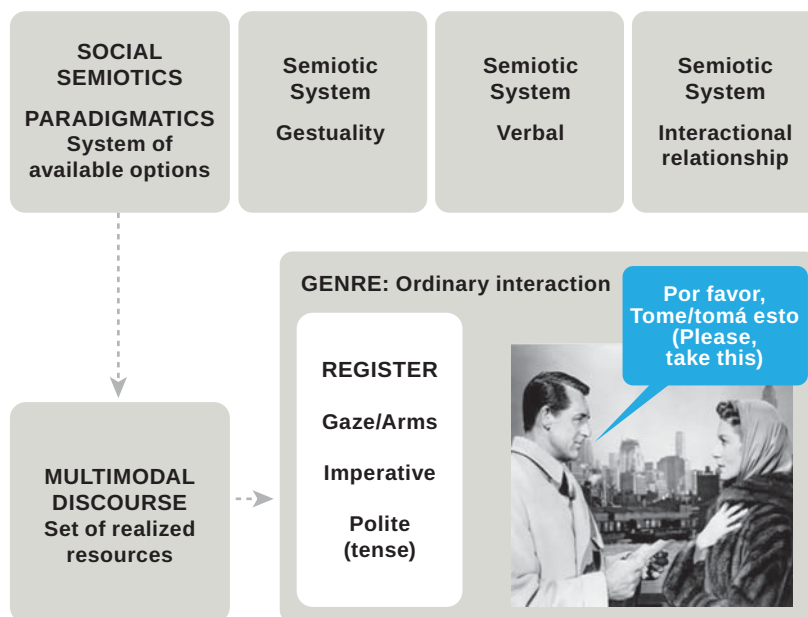 SOCIAL
SEMIOTICS
PARADIGMATICS
System of
available options
Semiotic
System
Gestuality
Semiotic
System
Verbal
Semiotic
System
Interactional
relationship
GENRE: Ordinary interaction
Por favor,
Tome/tomá esto
(Please,
take this)
REGISTER
Gaze/Arms
Imperative
Polite
(tense)
MULTIMODAL
DISCOURSE
Set of realized
resources